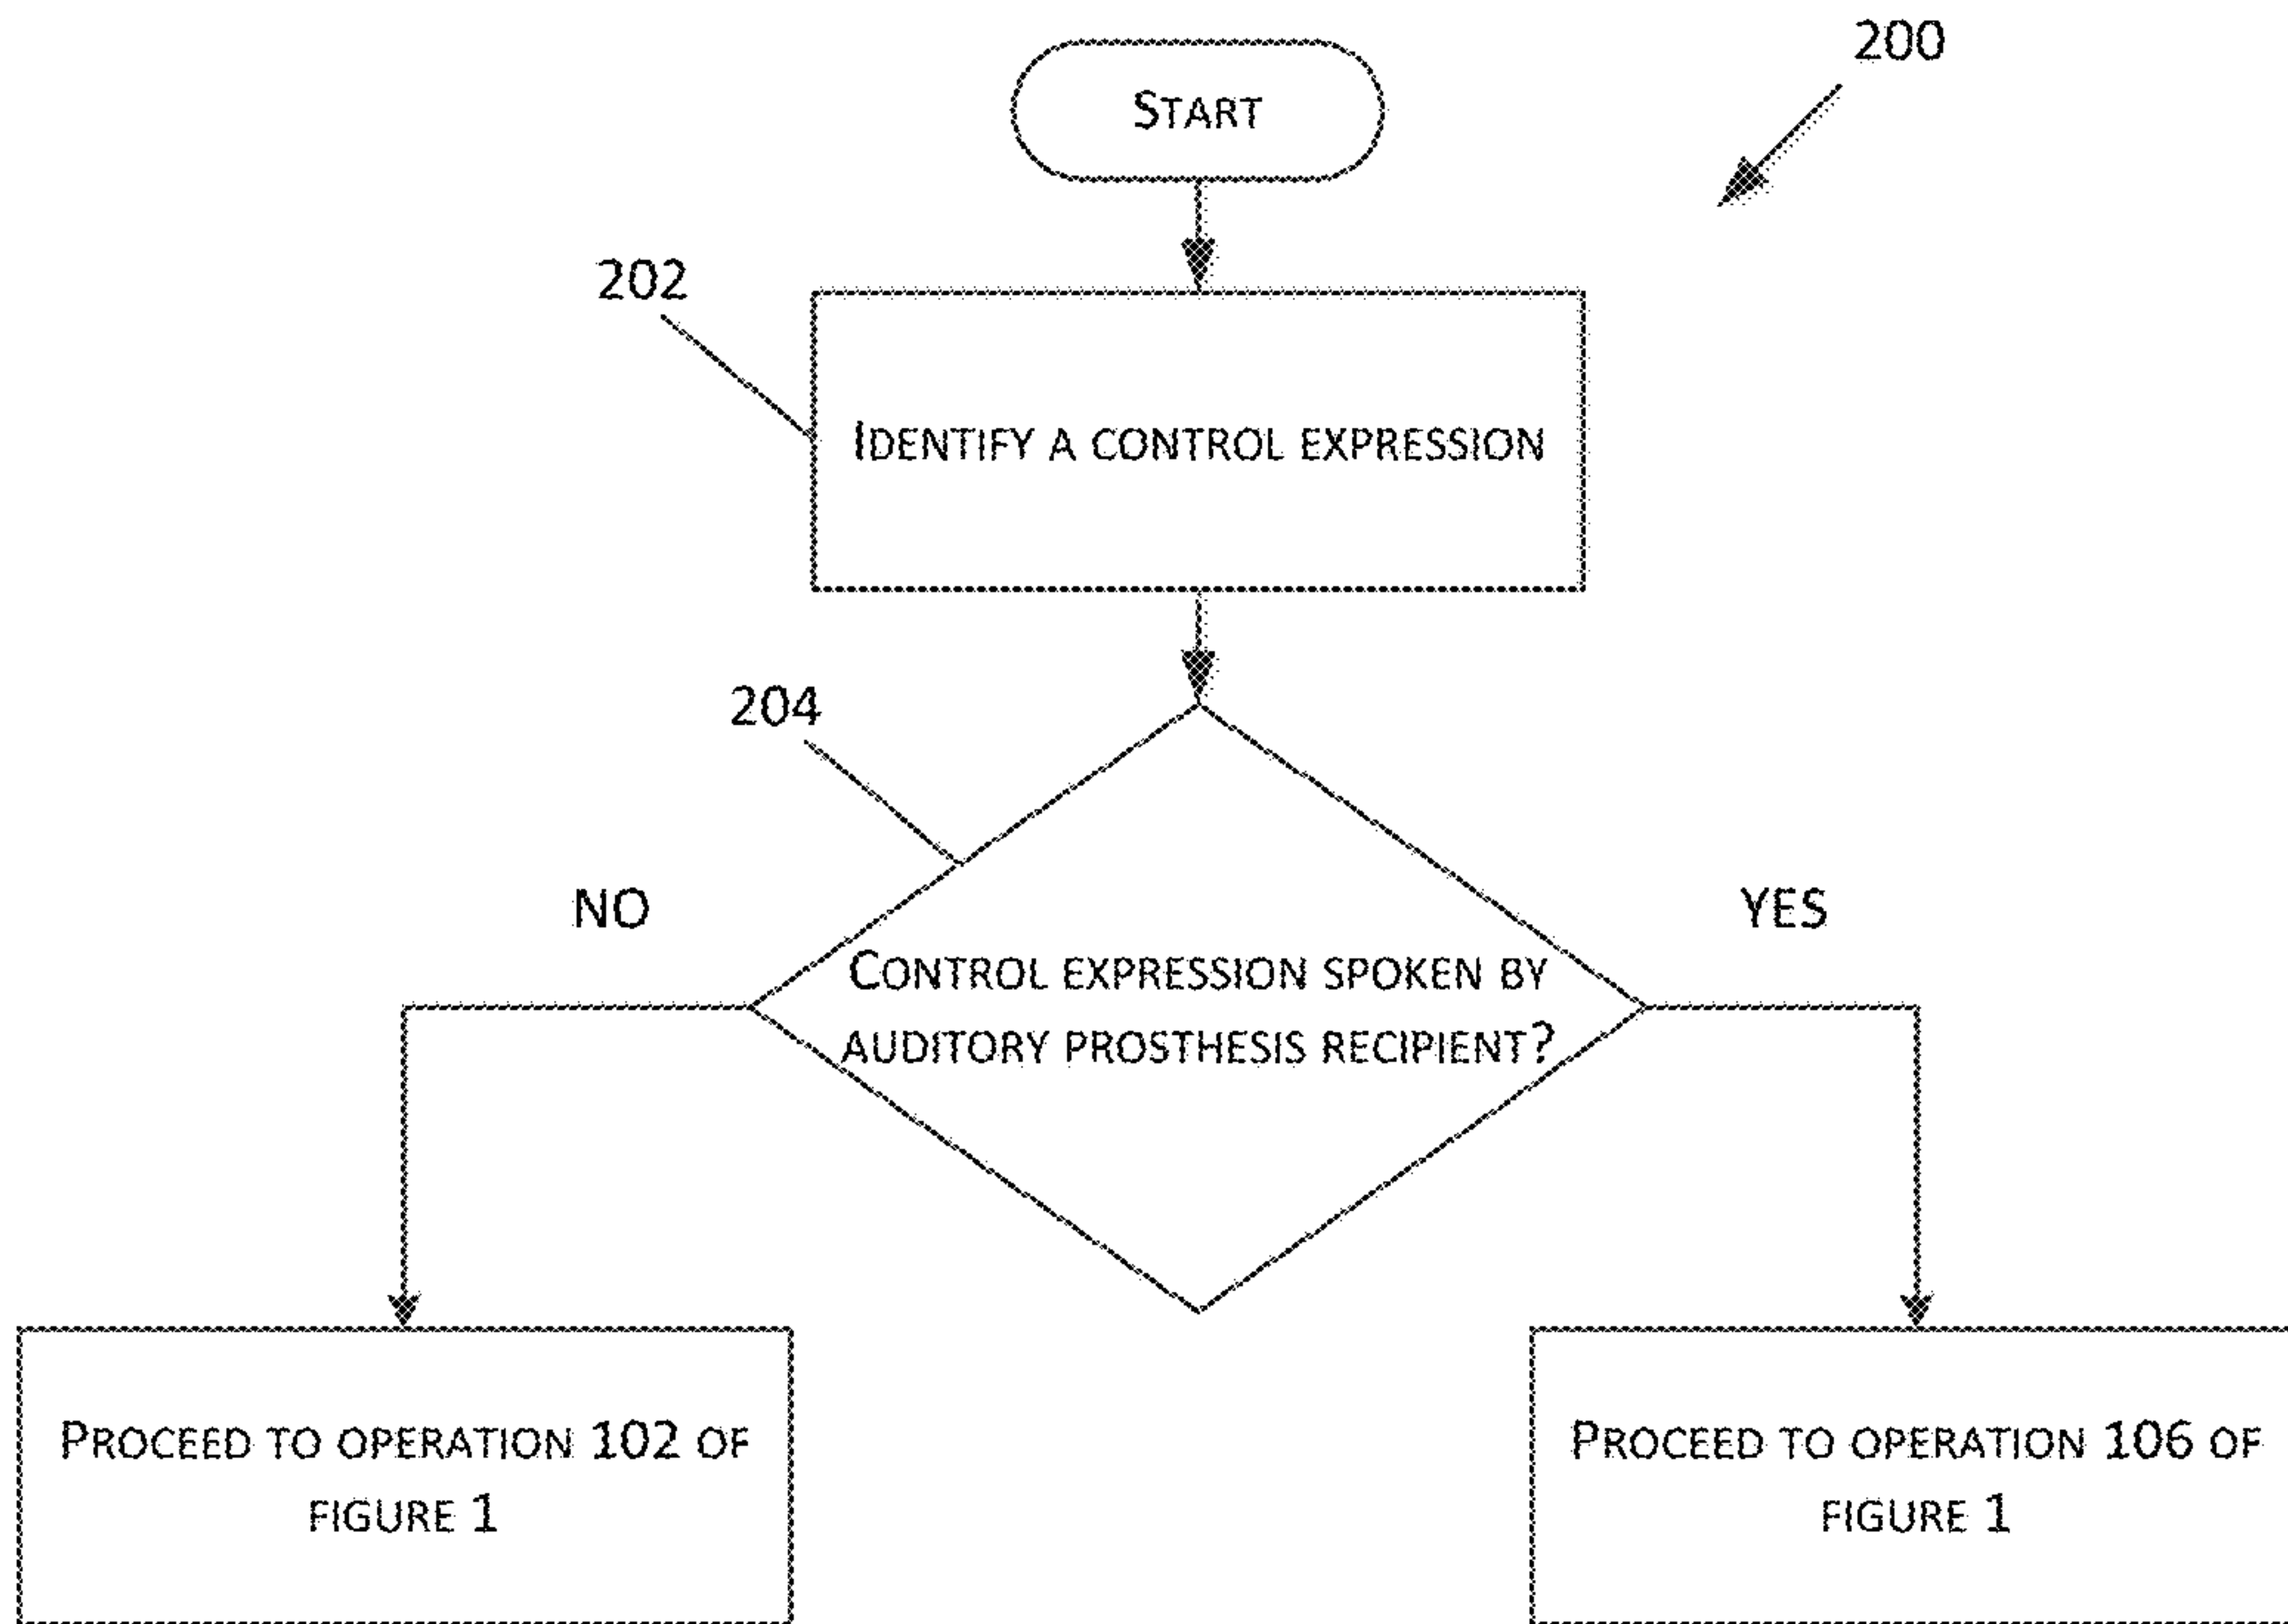 200
START
202
IDENTIFY A CONTROL EXPRESSION
204
NO
YES
CONTROL EXPRESSION SPOKEN BY
AUDITORY PROSTHESIS RECIPIENT?
PROCEED TO OPERATION 102 OF
FIGURE 1
PROCEED TO OPERATION 106 OF
FIGURE 1